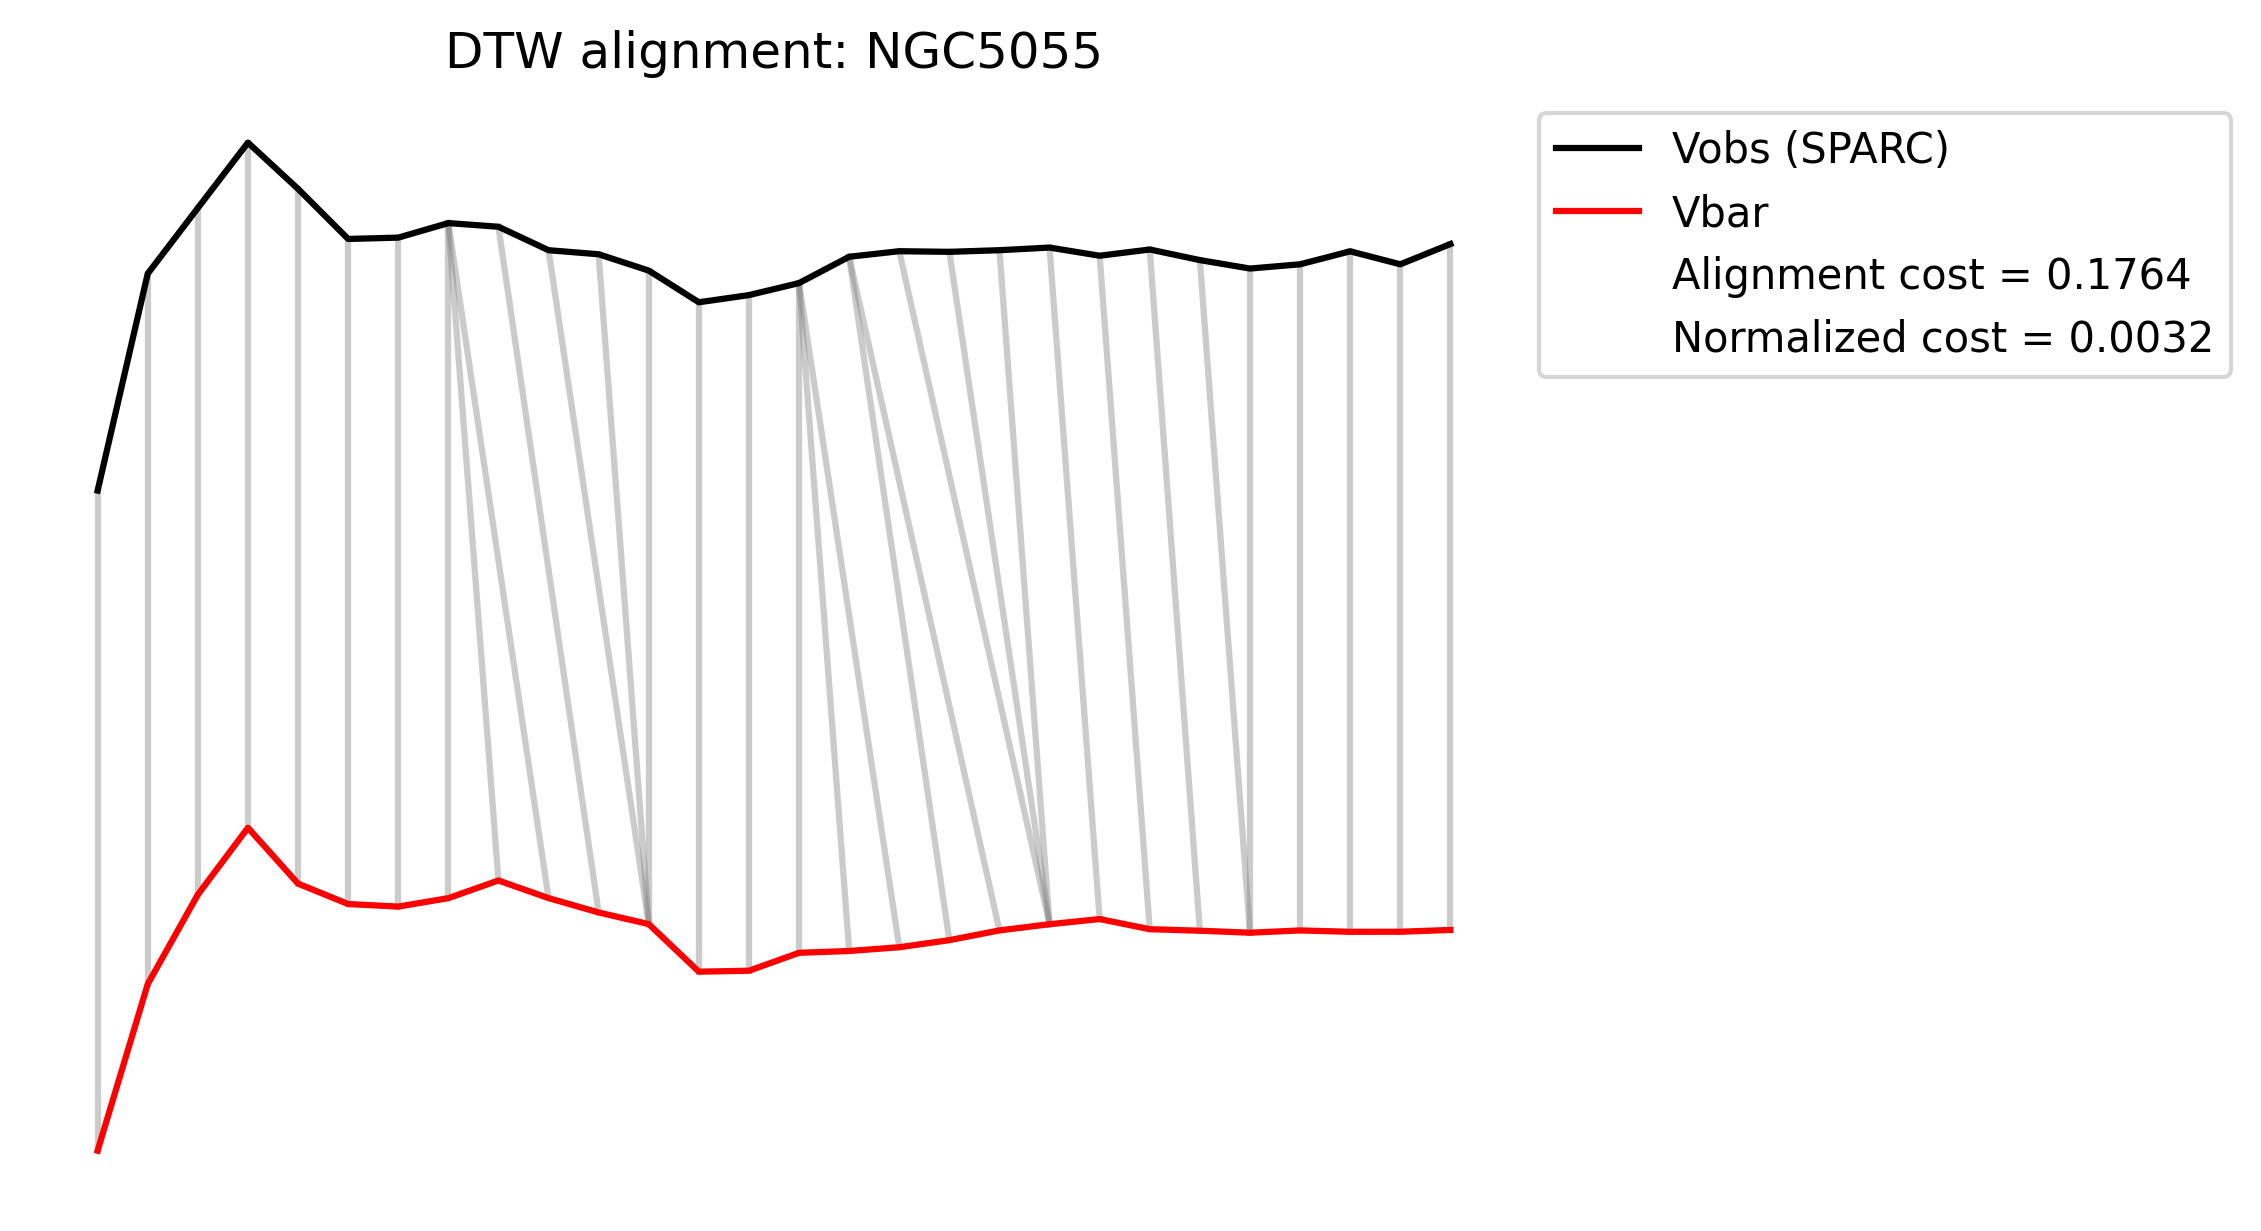 DTW alignment: NGC5055
Vobs (SPARC)
Vbar
Alignment cost = 0.1764
Normalized cost = 0.0032